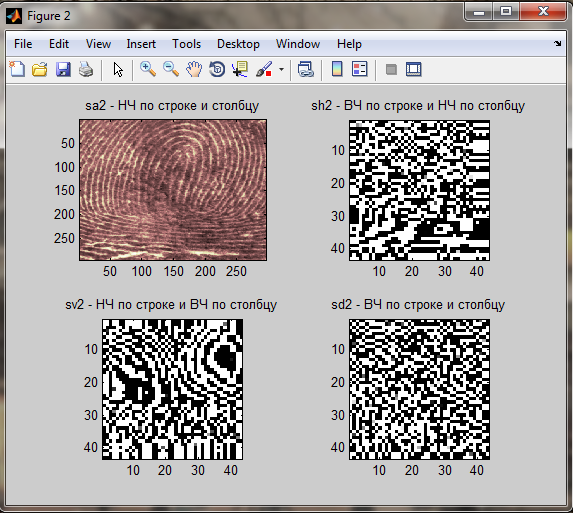 Figure 2
File Edit View Insert Tools Desktop Window Help
sa2 - НЧ по строке и столбцу
50
100
150
200
250
50 100 150 200 250
sh2 - ВЧ по строке и НЧ по столбцу
10
20
30
40
10 20 30 40
sv2 - НЧ по строке и ВЧ по столбцу
10
20
30
40
10 20 30 40
sd2 - ВЧ по строке и столбцу
10
20
30
40
10 20 30 40